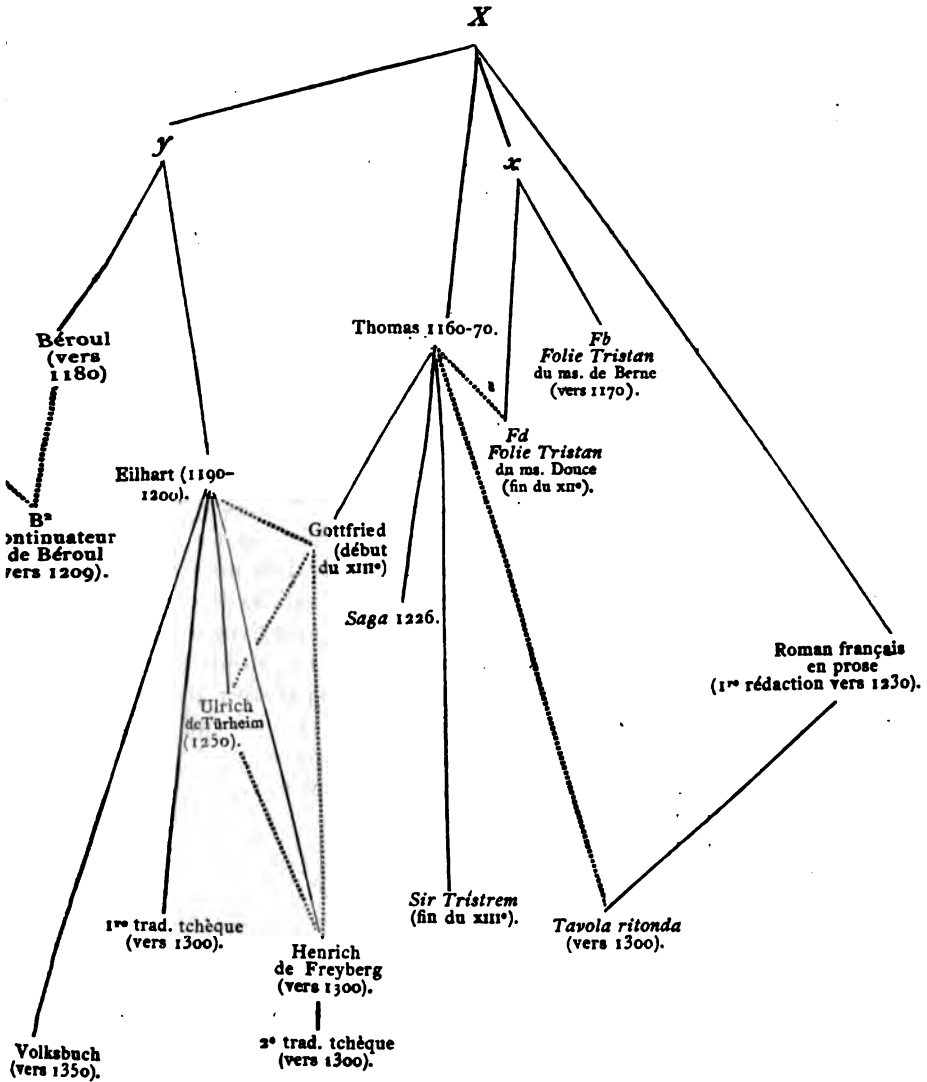 X
y
x
Béroul
(vers
1180)
Thomas 1160-70.
Fb
Folie Tristan
du ms. de Berne
(vers 1170).
1
Fd
Folie Tristan
dn ms. Douce
(fin du XIIe).
Eilhart (1190-
1200).
B²
ontinuateur
de Béroul
vers 1209).
Gottfried
(début
du XIIIe)
Saga 1226.
Roman français
en prose
(1re rédaction vers 1230).
Ulrich
de Türheim
(1250).
1re trad. tchèque
(vers 1300).
Henrich
de Freyberg
(vers 1300).
Sir Tristrem
(fin du XIIIe).
Tavola ritonda
(vers 1300).
2e trad. tchèque
(vers 1300).
Volksbuch
(vers 1350).